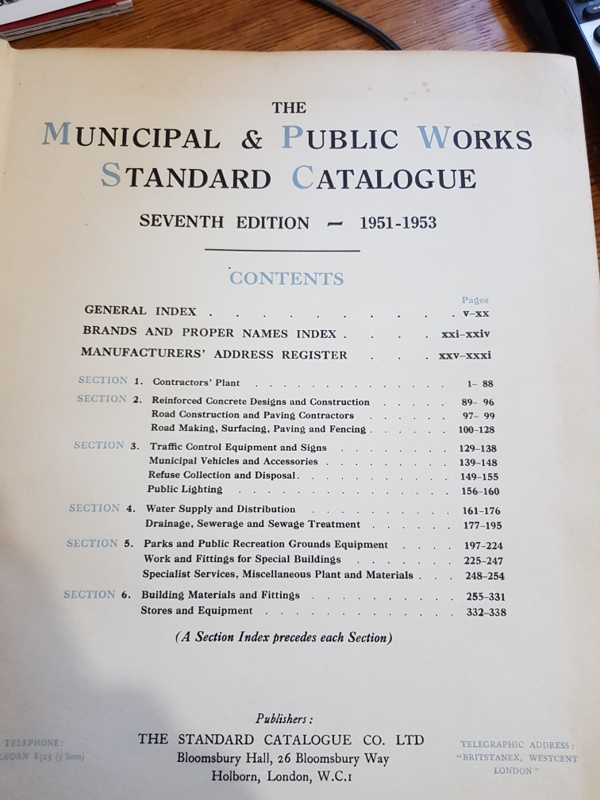 THE
MUNICIPAL & PUBLIC WORKS
STANDARD CATALOGUE
SEVENTH EDITION — 1951-1953
CONTENTS
Pages
GENERAL INDEX . . . . . . . . . . v-xx
BRANDS AND PROPER NAMES INDEX . . . . xxi-xxiv
MANUFACTURERS' ADDRESS REGISTER . . . xxv-xxxi
SECTION 1. Contractors' Plant . . . . . . . . . . . . . 1- 88
SECTION 2. Reinforced Concrete Designs and Construction . . . . . 89- 96
Road Construction and Paving Contractors . . . . . . 97- 99
Road Making, Surfacing, Paving and Fencing . . . . . . 100-128
SECTION 3. Traffic Control Equipment and Signs . . . . . . . . 129-138
Municipal Vehicles and Accessories . . . . . . . . 139-148
Refuse Collection and Disposal . . . . . . . . . . 149-155
Public Lighting . . . . . . . . . . . . . 156-160
SECTION 4. Water Supply and Distribution . . . . . . . . . 161-176
Drainage, Sewerage and Sewage Treatment . . . . . . 177-195
SECTION 5. Parks and Public Recreation Grounds Equipment . . . . 197-224
Work and Fittings for Special Buildings . . . . . . . 225-247
Specialist Services, Miscellaneous Plant and Materials . . . 248-254
SECTION 6. Building Materials and Fittings . . . . . . . . . 255-331
Stores and Equipment . . . . . . . . . . . . 332-338
(A Section Index precedes each Section)
Publishers :
THE STANDARD CATALOGUE CO. LTD
Bloomsbury Hall, 26 Bloomsbury Way
Holborn, London, W.C.1
TELEPHONE:
(5 lines)
TELEGRAPHIC ADDRESS :
"BRITSTANEX, WESTCENT
LONDON"